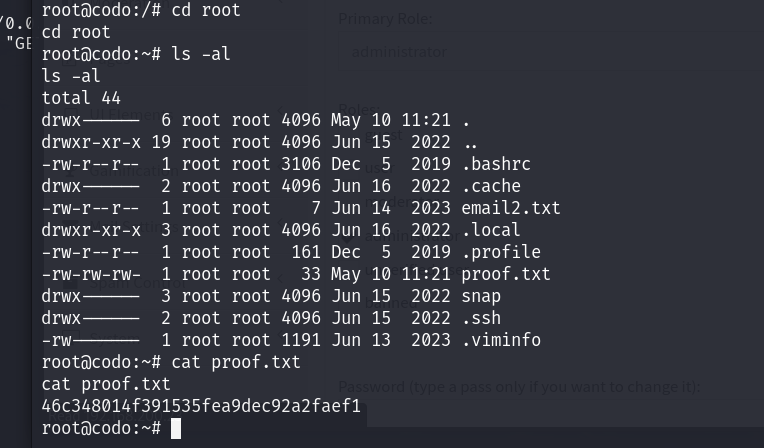 root@codo:/# cd root
cd root
root@codo:~# ls -al
ls -al
total 44
drwx------  6 root root 4096 May 10 11:21 .
drwxr-xr-x 19 root root 4096 Jun 15  2022 ..
-rw-r--r--  1 root root 3106 Dec  5  2019 .bashrc
drwx------  2 root root 4096 Jun 16  2022 .cache
-rw-r--r--  1 root root    7 Jun 14  2023 email2.txt
drwxr-xr-x  3 root root 4096 Jun 16  2022 .local
-rw-r--r--  1 root root  161 Dec  5  2019 .profile
-rw-rw-rw-  1 root root   33 May 10 11:21 proof.txt
drwx------  3 root root 4096 Jun 15  2022 snap
drwx------  2 root root 4096 Jun 15  2022 .ssh
-rw-------  1 root root 1191 Jun 13  2023 .viminfo
root@codo:~# cat proof.txt
cat proof.txt
46c348014f391535fea9dec92a2faef1
root@codo:~#
/0.0
"GE
Primary Role:
administrator
Roles:
Spam Control
Password (type a pass only if you want to change it):